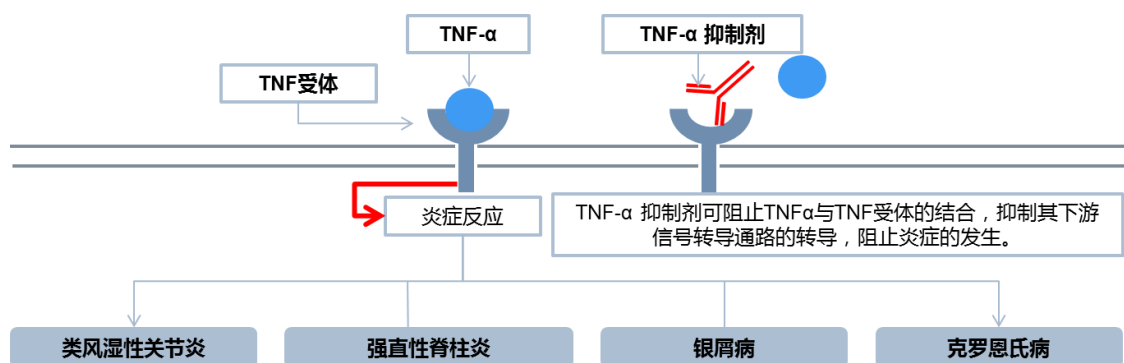 TNF-α
TNF-α 抑制剂
TNF受体
炎症反应
TNF-α 抑制剂可阻止TNFα与TNF受体的结合，抑制其下游
信号转导通路的转导，阻止炎症的发生。
类风湿性关节炎
强直性脊柱炎
银屑病
克罗恩氏病